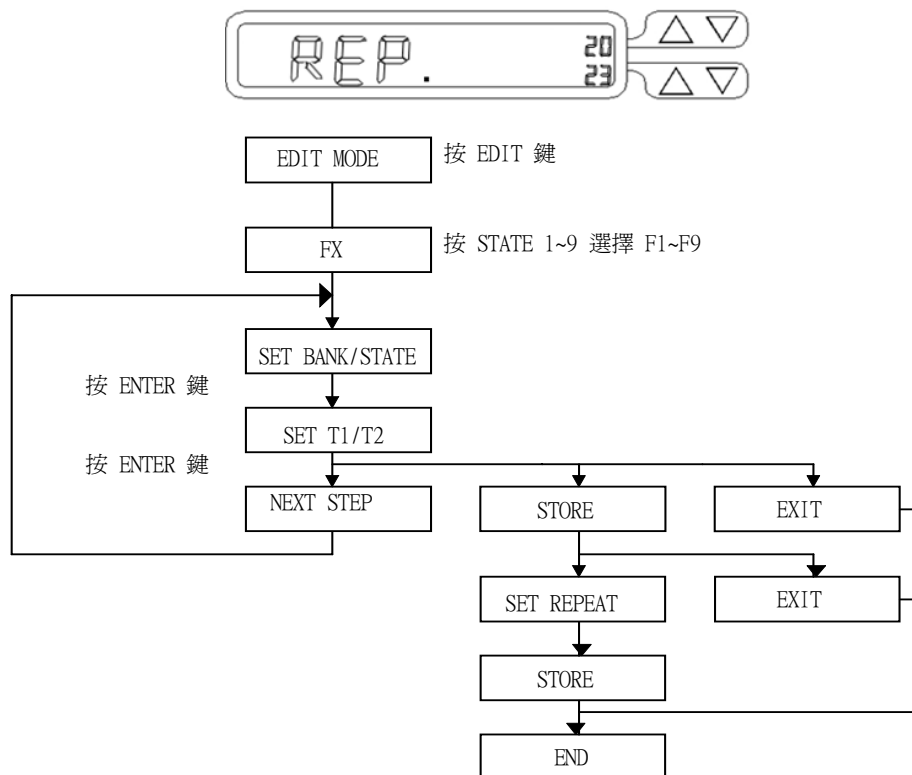 REP. 20
23
EDIT MODE 按 EDIT 鍵
FX 按 STATE 1~9 選擇 F1~F9
SET BANK/STATE
按 ENTER 鍵
SET T1/T2
按 ENTER 鍵
NEXT STEP STORE EXIT
SET REPEAT EXIT
STORE
END